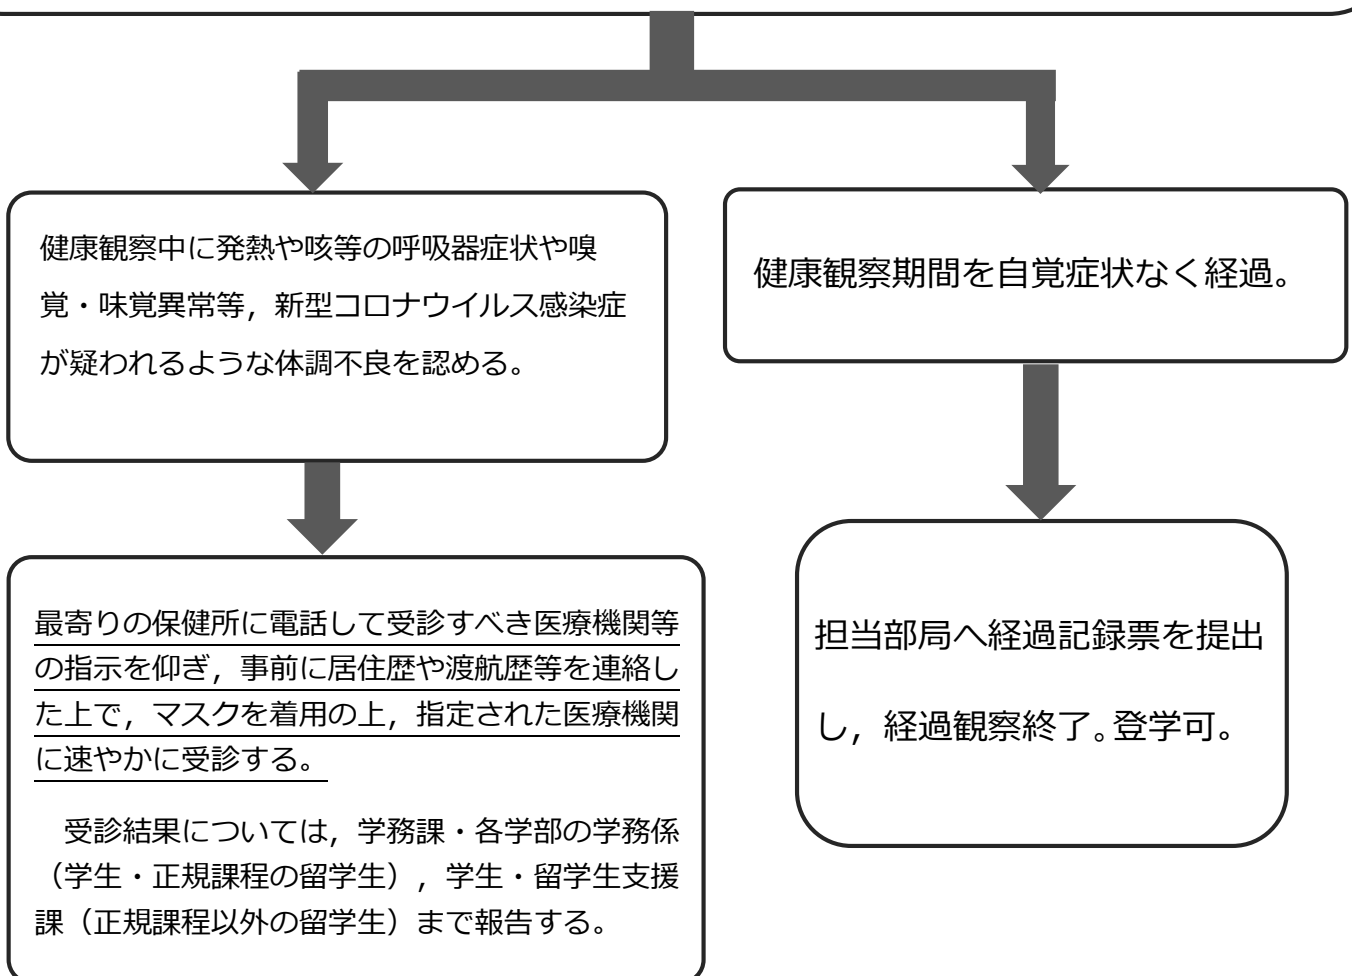 健康観察中に発熱や咳等の呼吸器症状や嗅
覚・味覚異常等，新型コロナウイルス感染症
が疑われるような体調不良を認める。
健康観察期間を自覚症状なく経過。
最寄りの保健所に電話して受診すべき医療機関等
の指示を仰ぎ，事前に居住歴や渡航歴等を連絡し
た上で，マスクを着用の上，指定された医療機関
に速やかに受診する。
受診結果については，学務課・各学部の学務係
（学生・正規課程の留学生），学生・留学生支援
課（正規課程以外の留学生）まで報告する。
担当部局へ経過記録票を提出
し，経過観察終了。登学可。